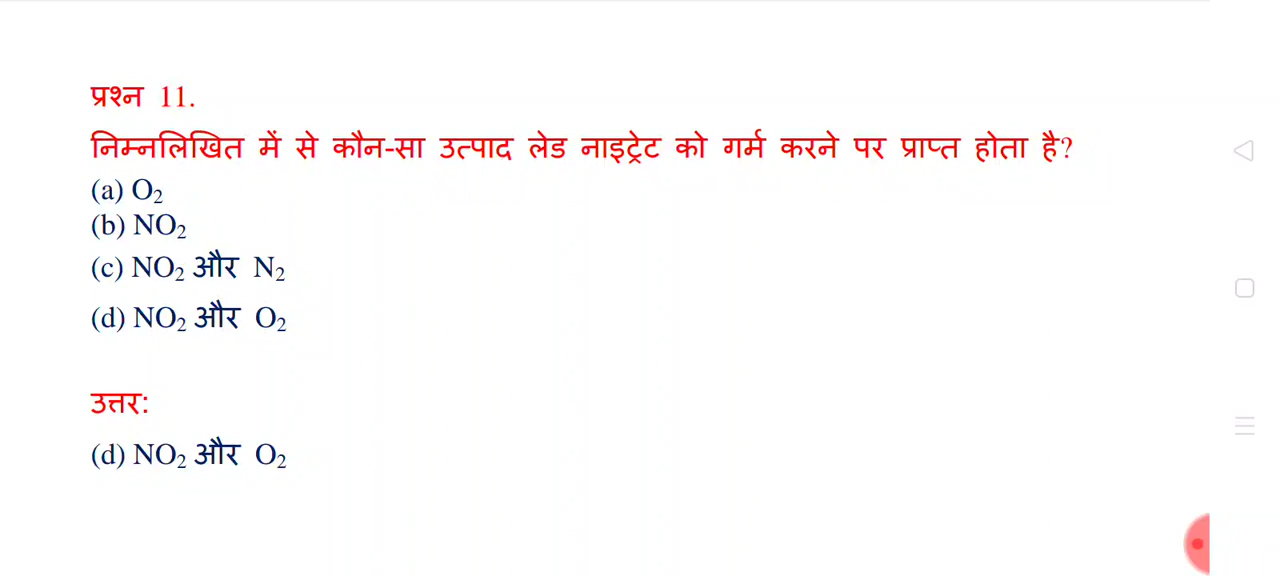 प्रश्न 11.
निम्नलिखित में से कौन-सा उत्पाद लेड नाइट्रेट को गर्म करने पर प्राप्त होता है?
(a) O₂
(b) NO₂
(c) NO₂ और N₂
(d) NO₂ और O₂
उत्तर:
(d) NO₂ और O₂